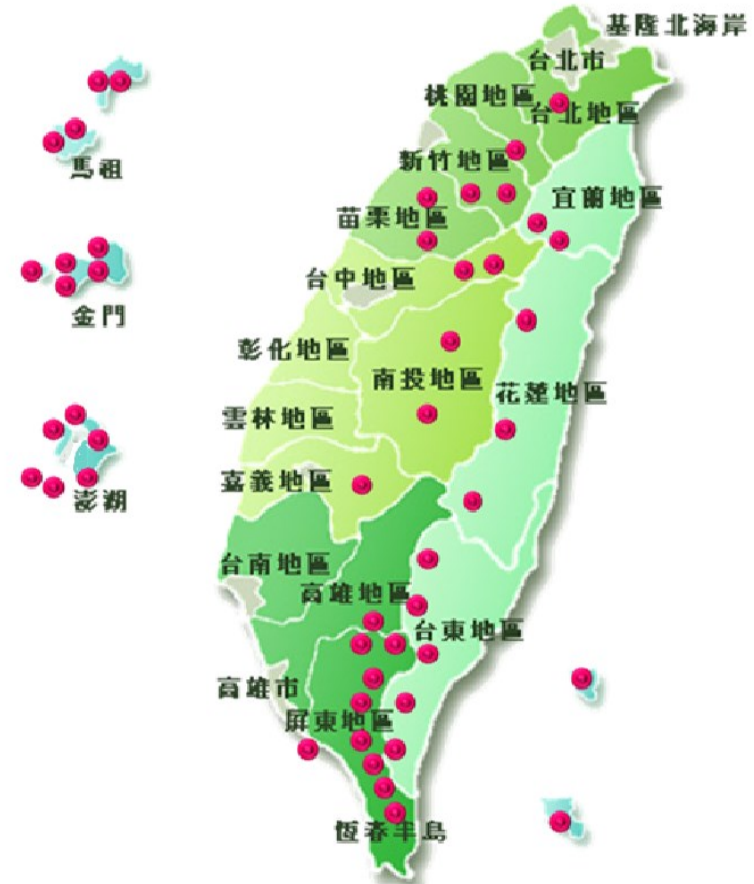 基隆北海岸
台北市
桃園地區
台北地區
新竹地區
宜蘭地區
苗栗地區
台中地區
彰化地區
南投地區
花蓮地區
雲林地區
嘉義地區
台南地區
高雄地區
台東地區
高雄市
屏東地區
恆春半島
馬祖
金門
澎湖